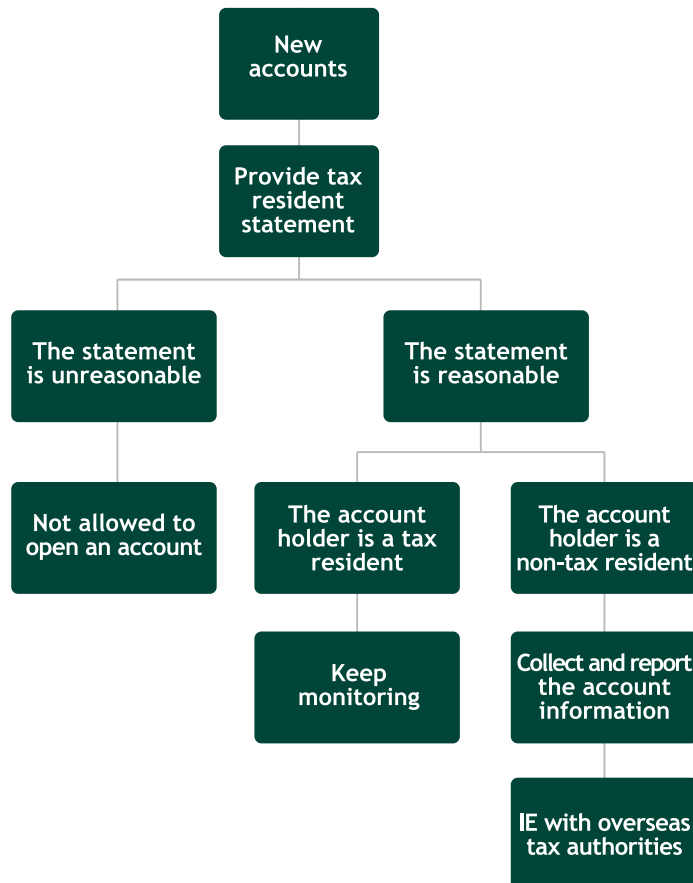 New
accounts
Provide tax
resident
statement
The statement
is unreasonable
The statement
is reasonable
Not allowed to
open an account
The account
holder is a tax
resident
The account
holder is a
non-tax resident
Keep
monitoring
Collect and report
the account
information
IE with overseas
tax authorities